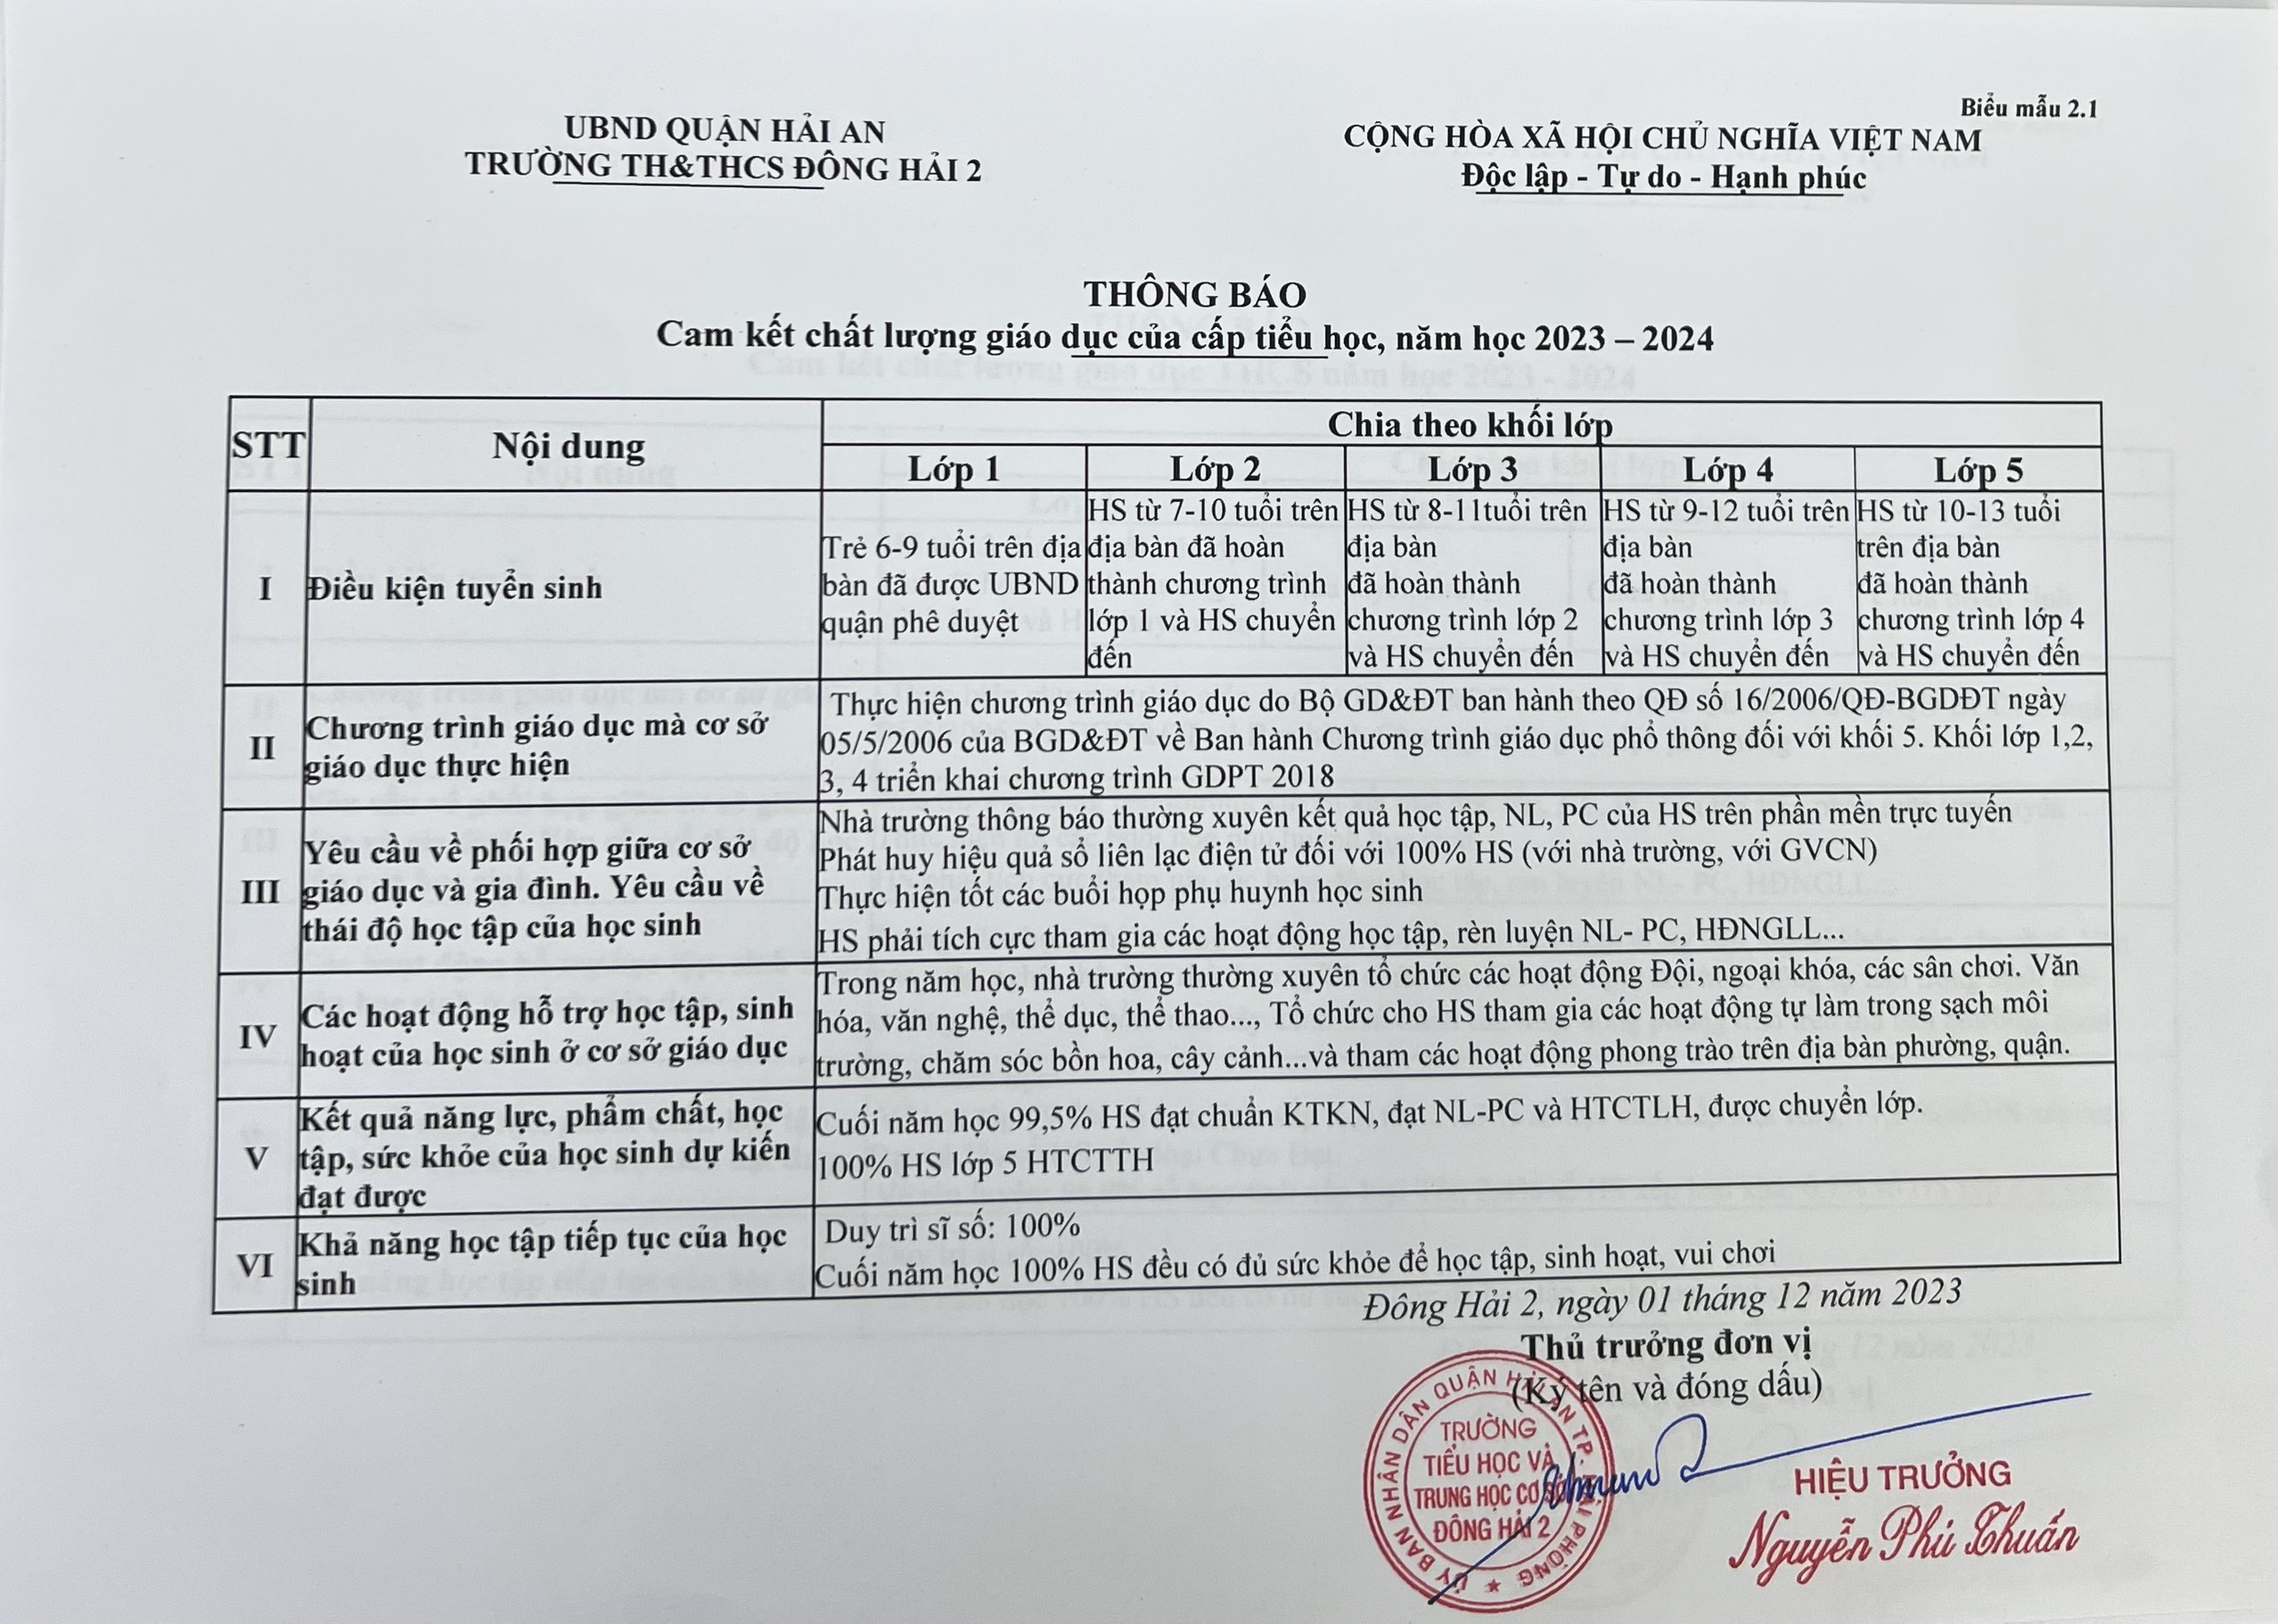 Biểu mẫu 2.1
UBND QUẬN HẢI AN
TRƯỜNG TH&THCS ĐÔNG HẢI 2
CỘNG HÒA XÃ HỘI CHỦ NGHĨA VIỆT NAM
Độc lập - Tự do - Hạnh phúc
THÔNG BÁO
Cam kết chất lượng giáo dục của cấp tiểu học, năm học 2023 – 2024
STT
Nội dung
Chia theo khối lớp
Lớp 1
Lớp 2
Lớp 3
Lớp 4
Lớp 5
I
Điều kiện tuyển sinh
Trẻ 6-9 tuổi trên địa
bàn đã được UBND
quận phê duyệt
HS từ 7-10 tuổi trên
địa bàn đã hoàn
thành chương trình
lớp 1 và HS chuyển
đến
HS từ 8-11tuổi trên
địa bàn
đã hoàn thành
chương trình lớp 2
và HS chuyển đến
HS từ 9-12 tuổi trên
địa bàn
đã hoàn thành
chương trình lớp 3
và HS chuyển đến
HS từ 10-13 tuổi
trên địa bàn
đã hoàn thành
chương trình lớp 4
và HS chuyển đến
II
Chương trình giáo dục mà cơ sở
giáo dục thực hiện
Thực hiện chương trình giáo dục do Bộ GD&ĐT ban hành theo QĐ số 16/2006/QĐ-BGDĐT ngày
05/5/2006 của BGD&ĐT về Ban hành Chương trình giáo dục phổ thông đối với khối 5. Khối lớp 1,2,
3, 4 triển khai chương trình GDPT 2018
III
Yêu cầu về phối hợp giữa cơ sở
giáo dục và gia đình. Yêu cầu về
thái độ học tập của học sinh
Nhà trường thông báo thường xuyên kết quả học tập, NL, PC của HS trên phần mền trực tuyến
Phát huy hiệu quả sổ liên lạc điện tử đối với 100% HS (với nhà trường, với GVCN)
Thực hiện tốt các buổi họp phụ huynh học sinh
HS phải tích cực tham gia các hoạt động học tập, rèn luyện NL- PC, HĐNGLL...
IV
Các hoạt động hỗ trợ học tập, sinh
hoạt của học sinh ở cơ sở giáo dục
Trong năm học, nhà trường thường xuyên tổ chức các hoạt động Đội, ngoại khóa, các sân chơi. Văn
hóa, văn nghệ, thể dục, thể thao..., Tổ chức cho HS tham gia các hoạt động tự làm trong sạch môi
trường, chăm sóc bồn hoa, cây cảnh...và tham các hoạt động phong trào trên địa bàn phường, quận.
V
Kết quả năng lực, phẩm chất, học
tập, sức khỏe của học sinh dự kiến
đạt được
Cuối năm học 99,5% HS đạt chuẩn KTKN, đạt NL-PC và HTCTLH, được chuyển lớp.
100% HS lớp 5 HTCTTH
VI
Khả năng học tập tiếp tục của học
sinh
Duy trì sĩ số: 100%
Cuối năm học 100% HS đều có đủ sức khỏe để học tập, sinh hoạt, vui chơi
Đông Hải 2, ngày 01 tháng 12 năm 2023
Thủ trưởng đơn vị
(Ký tên và đóng dấu)
ỦY BAN NHÂN DÂN QUẬN HẢI AN TP. HẢI PHÒNG
TRƯỜNG
TIỂU HỌC VÀ
TRUNG HỌC CƠ SỞ
ĐÔNG HẢI 2
HIỆU TRƯỞNG
Nguyễn Phú Thuấn